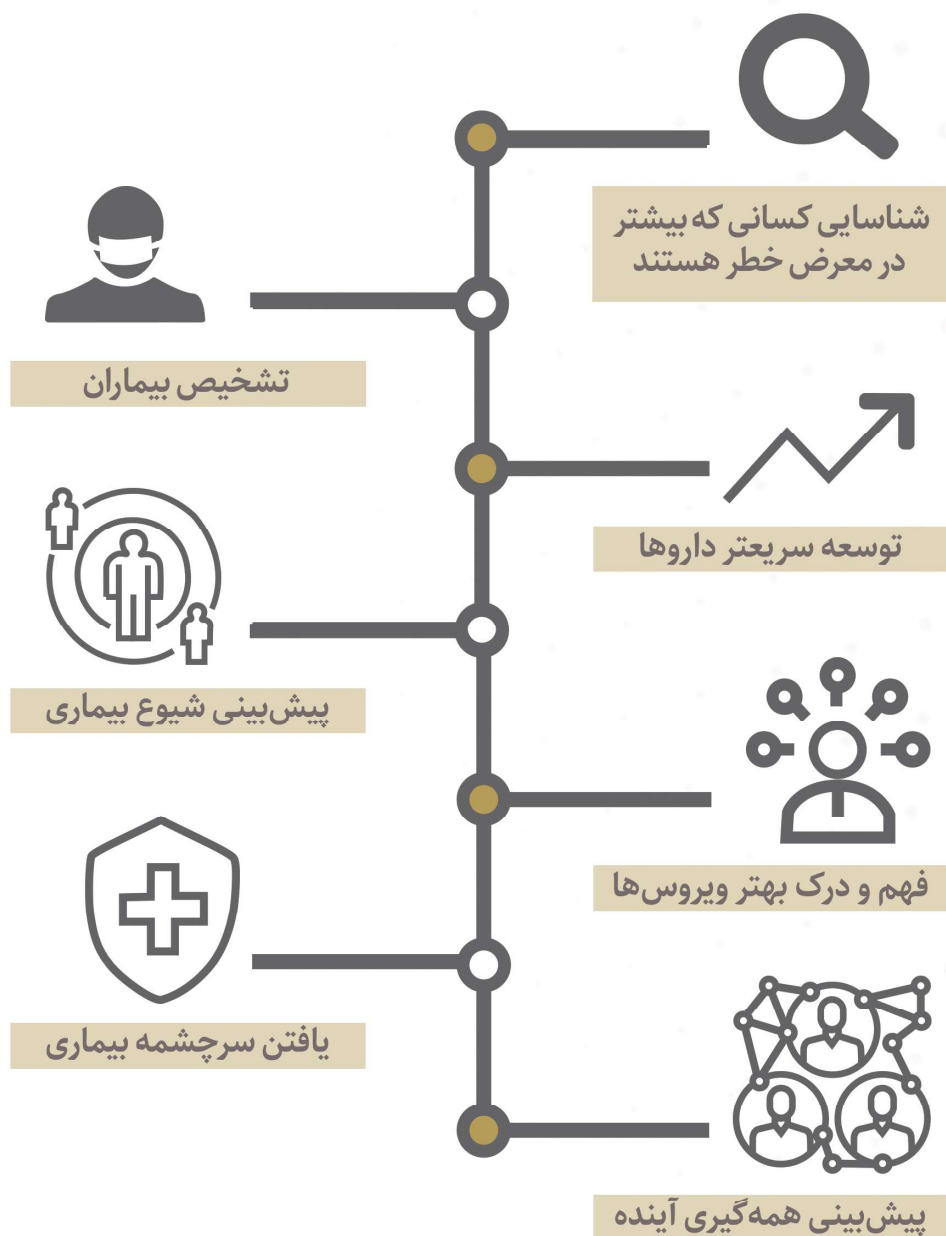 شناسایی کسانی که بیشتر
در معرض خطر هستند
تشخیص بیماران
توسعه سریعتر داروها
پیش‌بینی شیوع بیماری
فهم و درک بهتر ویروس‌ها
یافتن سرچشمه بیماری
پیش‌بینی همه‌گیری آینده